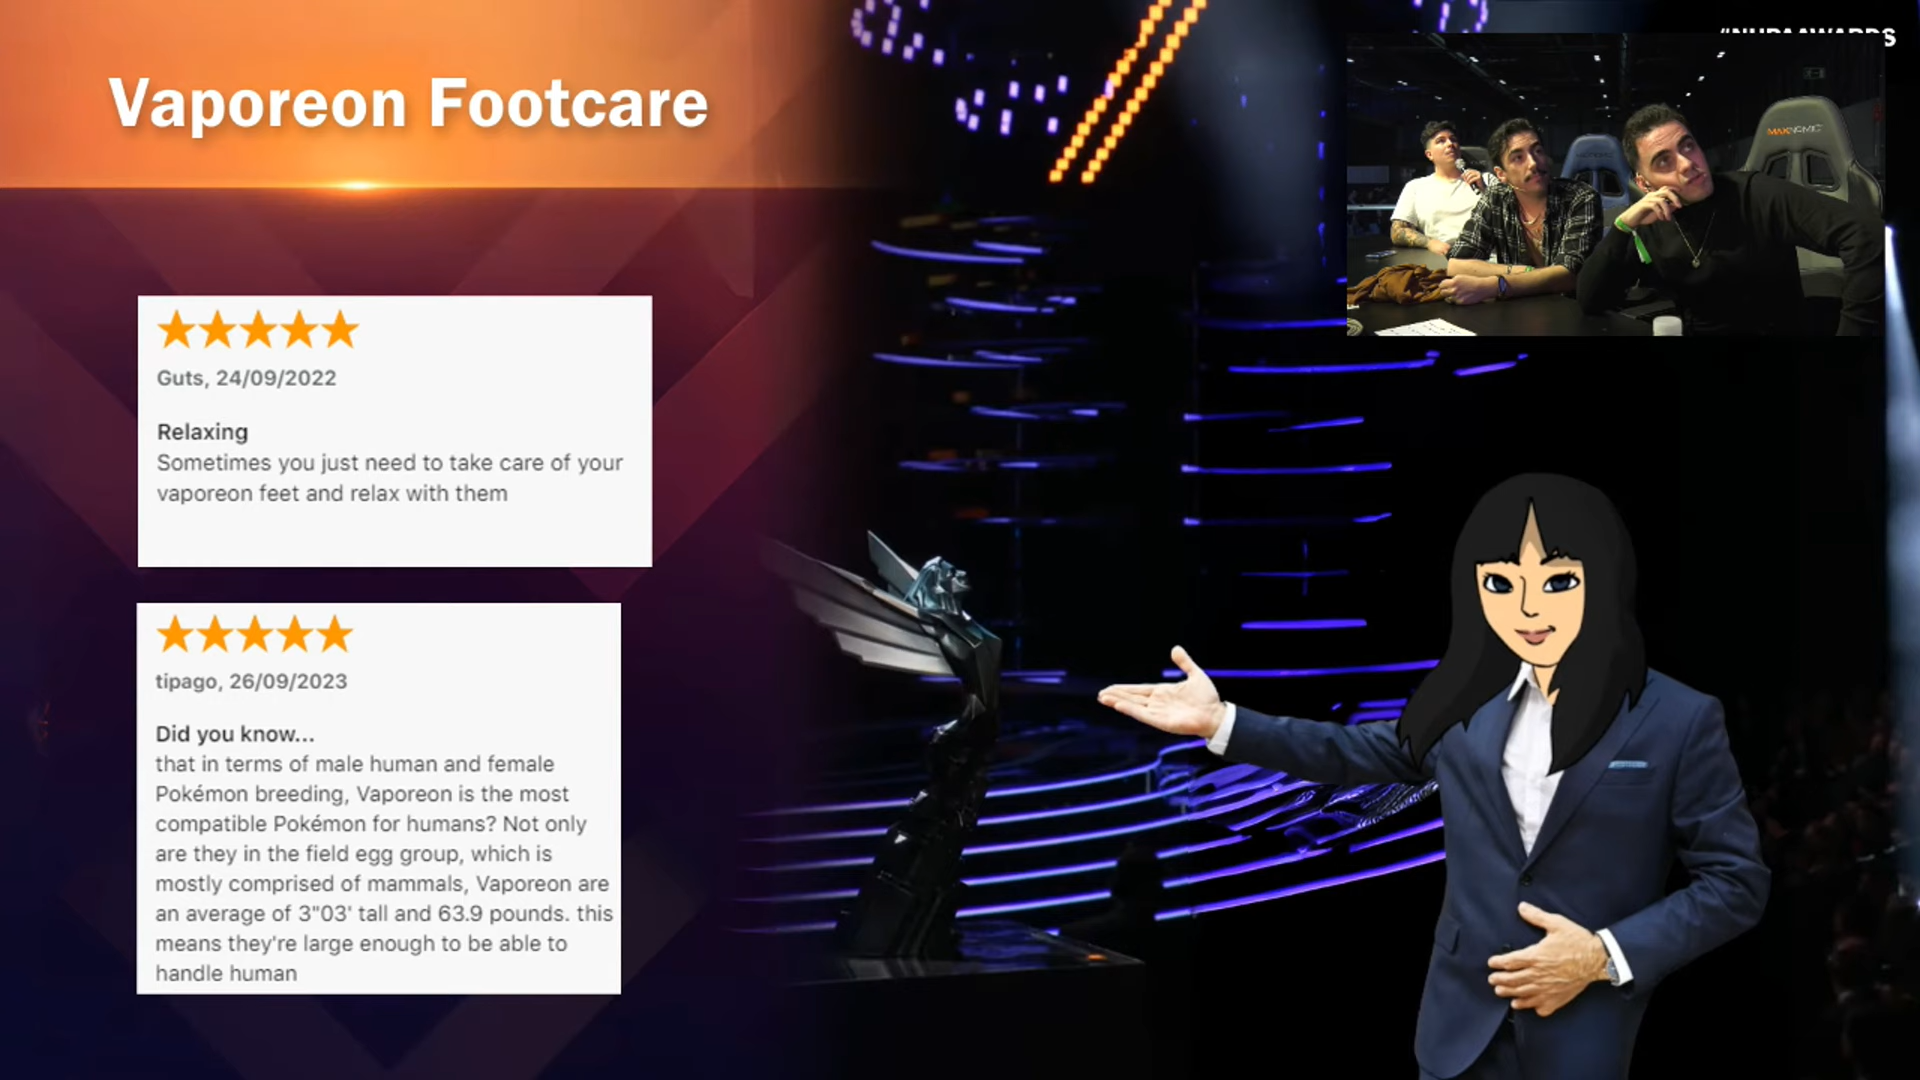 Vaporeon Footcare
#NUPAAWARDS
MAKNOMIC
Guts, 24/09/2022
Relaxing
Sometimes you just need to take care of your
vaporeon feet and relax with them
tipago, 26/09/2023
Did you know...
that in terms of male human and female
Pokémon breeding, Vaporeon is the most
compatible Pokémon for humans? Not only
are they in the field egg group, which is
mostly comprised of mammals, Vaporeon are
an average of 3"03' tall and 63.9 pounds. this
means they're large enough to be able to
handle human